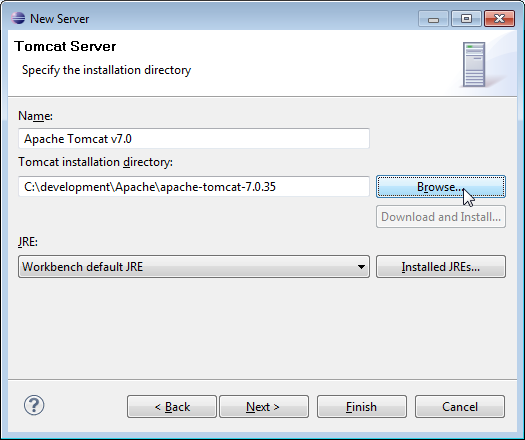 New Server
Tomcat Server
Specify the installation directory
Name:
Apache Tomcat v7.0
Tomcat installation directory:
C:\development\Apache\apache-tomcat-7.0.35
Browse...
Download and Install...
JRE:
Workbench default JRE
Installed JREs...
?
< Back
Next >
Finish
Cancel